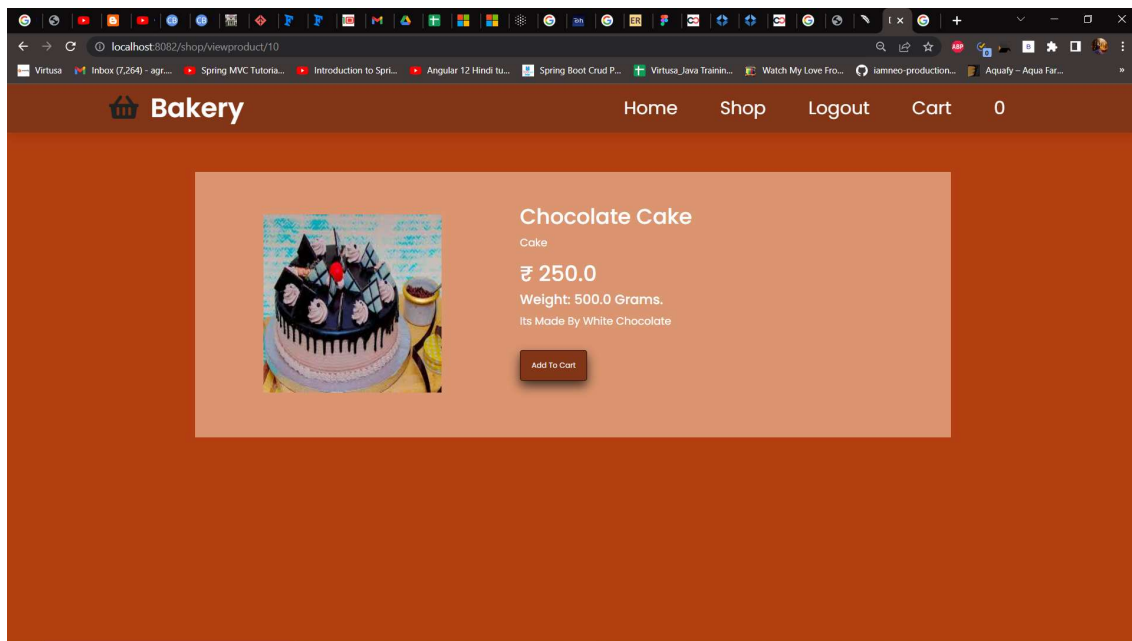 localhost:8082/shop/viewproduct/10
Virtusa
Inbox (7,264) – agr....
Spring MVC Tutoria...
Introduction to Spri...
Angular 12 Hindi tu...
Spring Boot Crud P...
Virtusa_Java Trainin...
Watch My Love Fro...
iamneo-production...
Aquafy – Aqua Far...
»
Bakery
Home
Shop
Logout
Cart
0
Chocolate Cake
Cake
₹ 250.0
Weight: 500.0 Grams.
Its Made By White Chocolate
Add To Cart